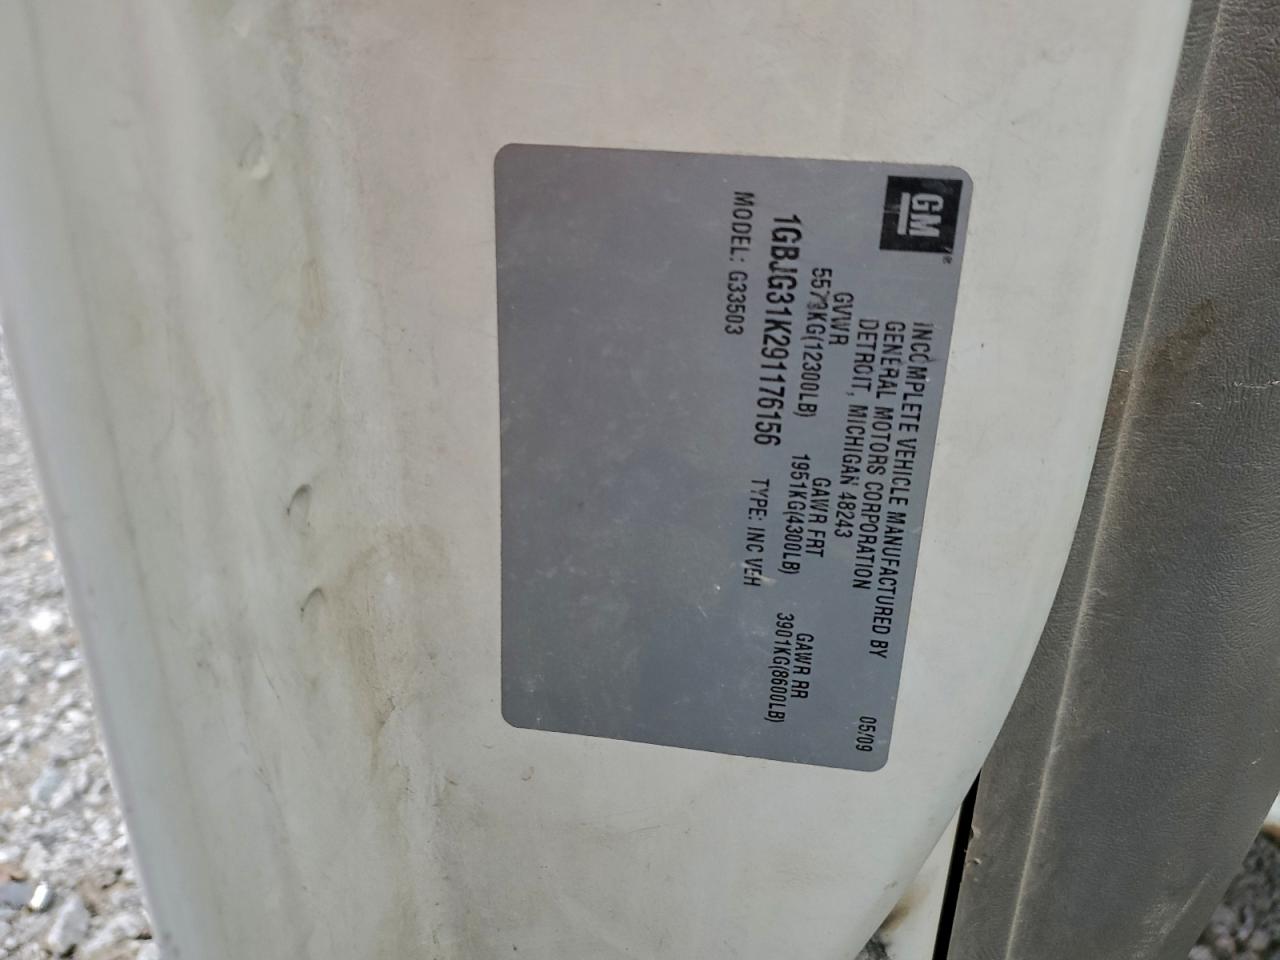 GM
INCOMPLETE VEHICLE MANUFACTURED BY
GENERAL MOTORS CORPORATION
DETROIT, MICHIGAN 48243
05/09
GVWR GAWR FRT GAWR RR
5579KG(12300LB) 1951KG(4300LB) 3901KG(8600LB)
1GBJG31K291176156 TYPE: INC VEH
MODEL: G33503